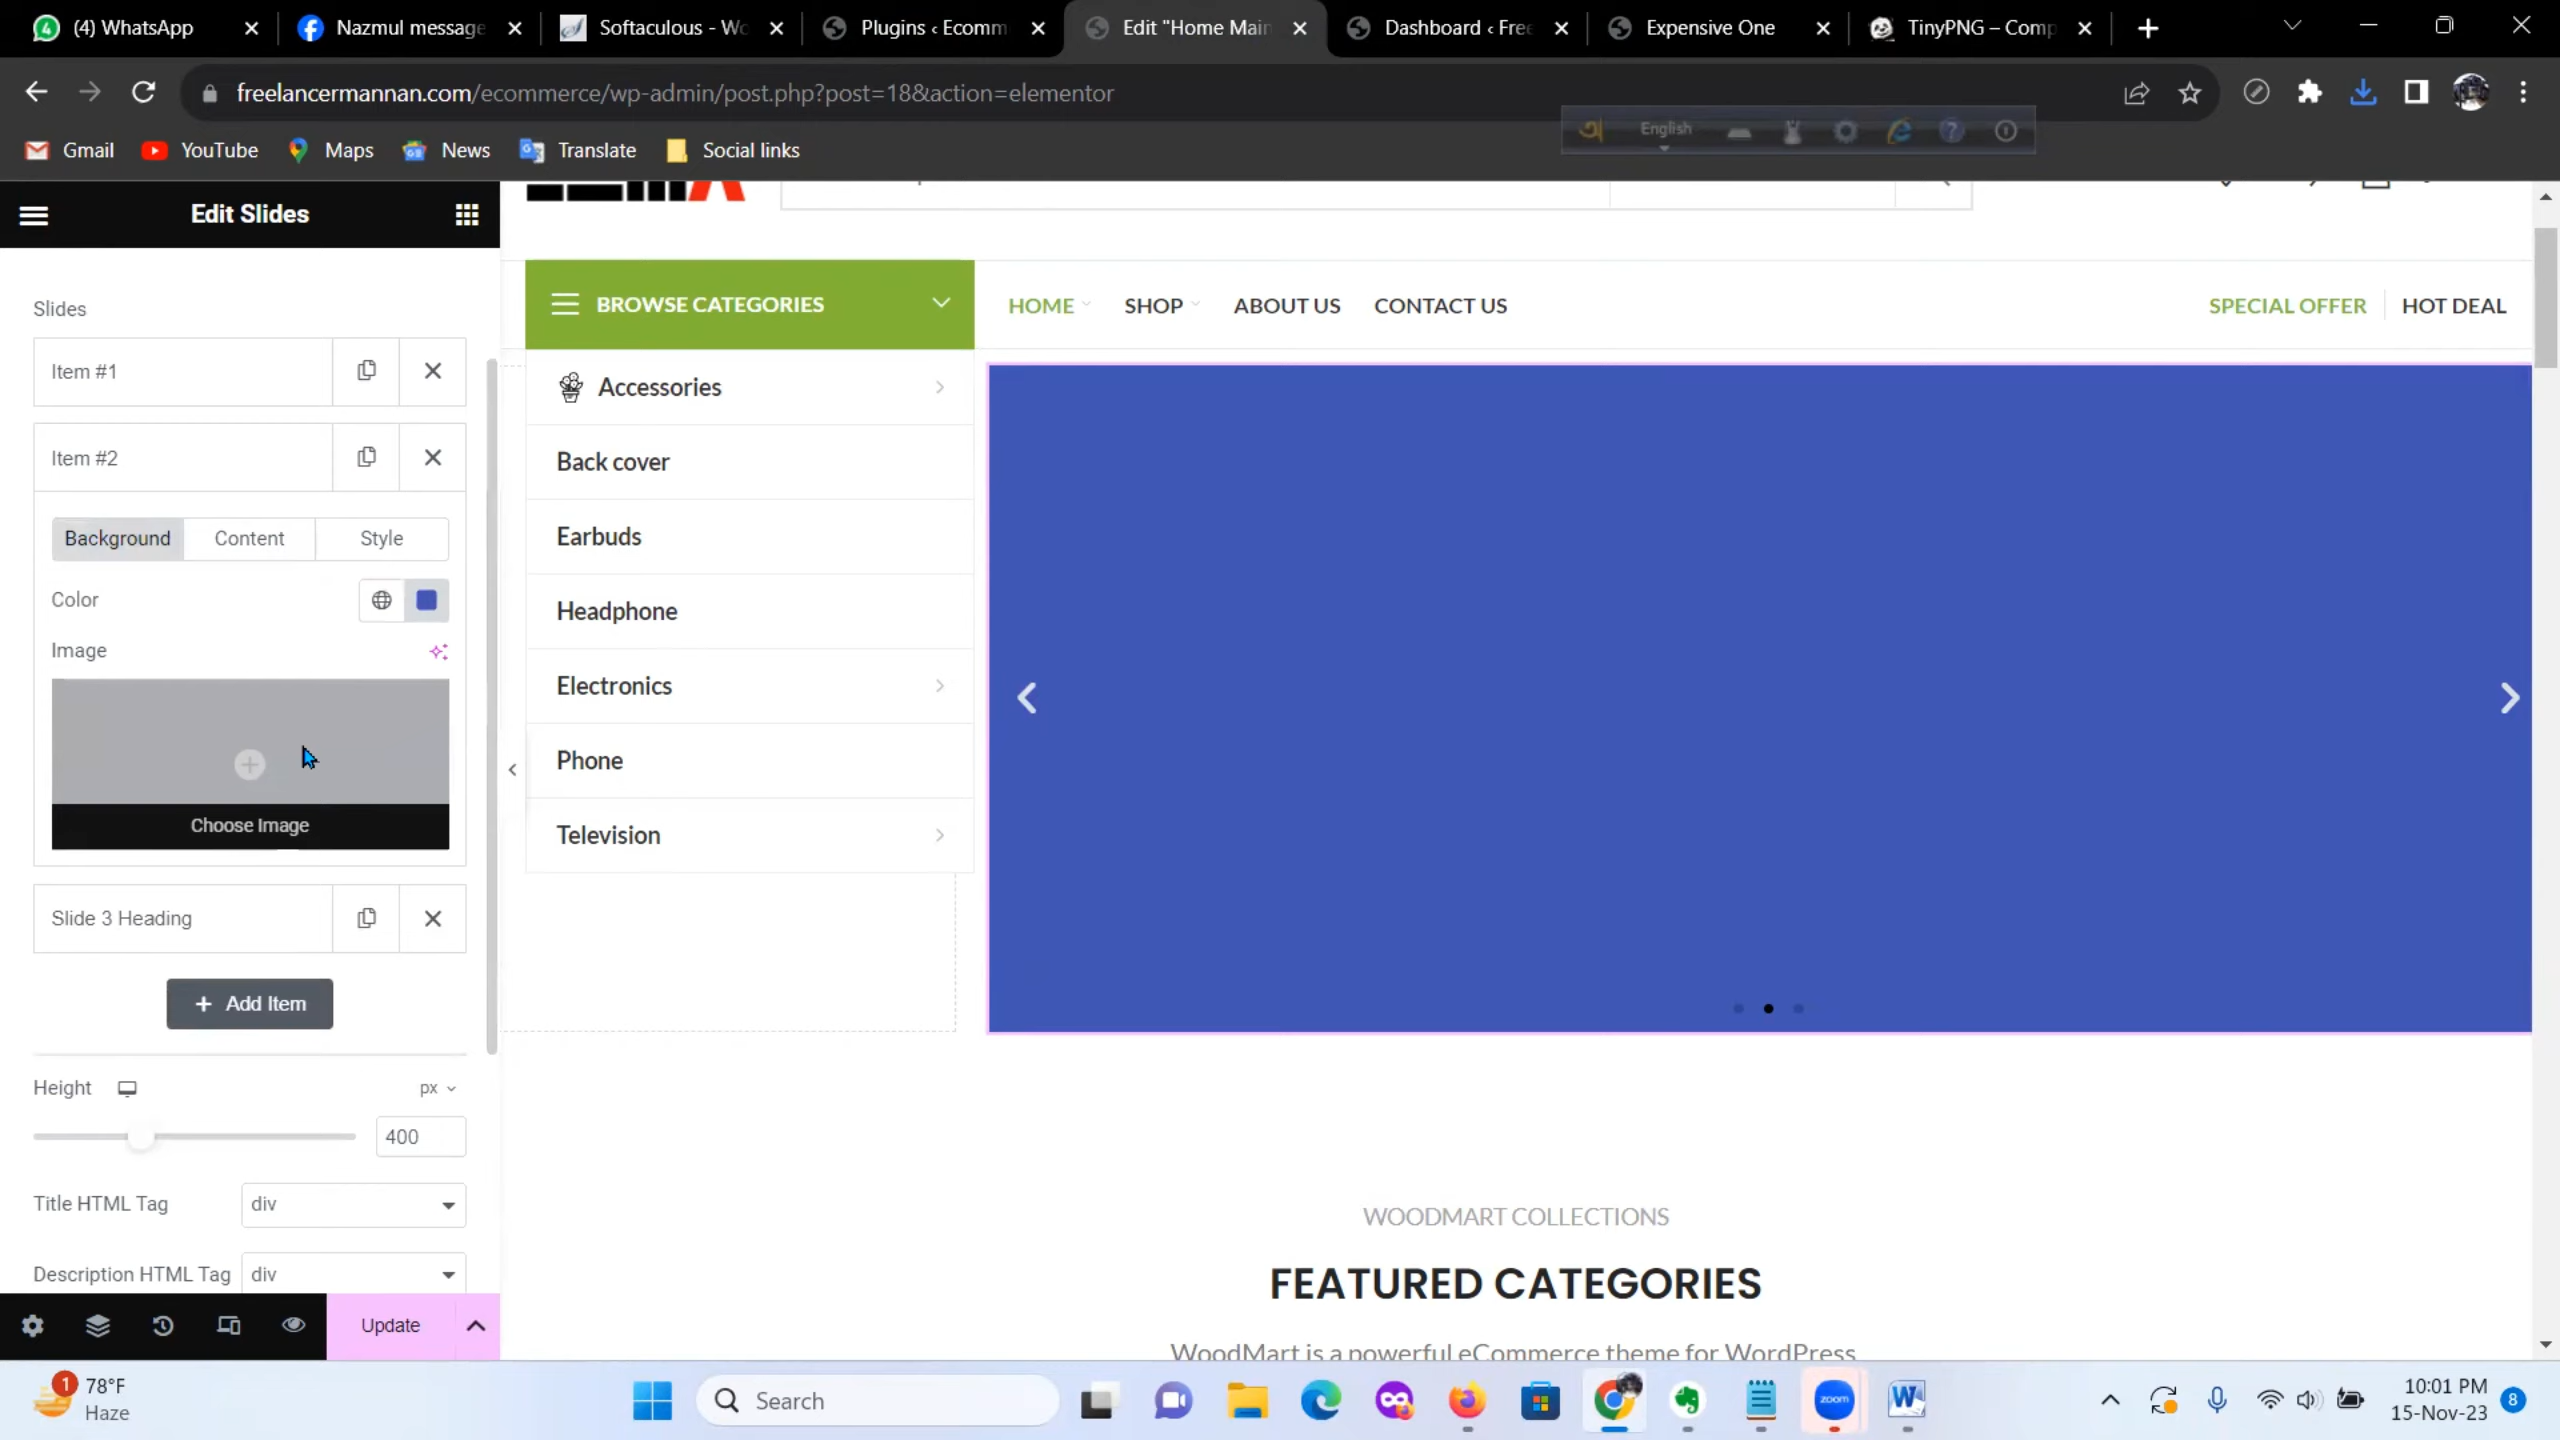 (4) WhatsApp
Nazmul message
Softaculous - Wo
Plugins ‹ Ecomm
Edit "Home Main
Dashboard ‹ Free
Expensive One
TinyPNG – Comp
freelancermannan.com/ecommerce/wp-admin/post.php?post=18&action=elementor
English
Gmail
YouTube
Maps
News
Translate
Social links
Edit Slides
Slides
Item #1
Item #2
Background
Content
Style
Color
Image
Choose Image
Slide 3 Heading
+ Add Item
Height
px
400
Title HTML Tag
div
Description HTML Tag
div
Update
BROWSE CATEGORIES
HOME
SHOP
ABOUT US
CONTACT US
SPECIAL OFFER
HOT DEAL
Accessories
Back cover
Earbuds
Headphone
Electronics
Phone
Television
WOODMART COLLECTIONS
FEATURED CATEGORIES
WoodMart is a powerful eCommerce theme for WordPress
1
78°F
Haze
Search
zoom
10:01 PM
15-Nov-23
8